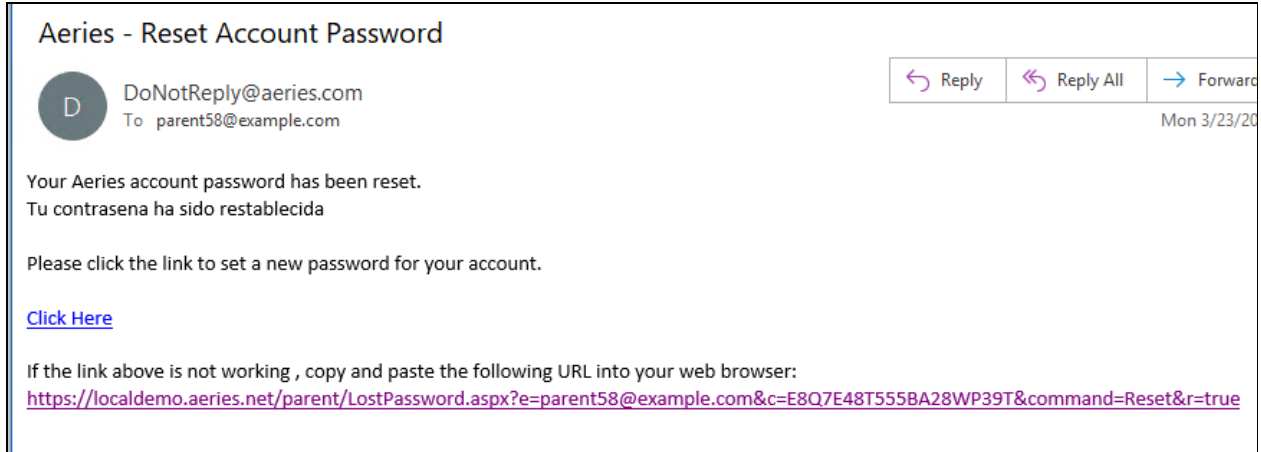 Aeries - Reset Account Password
D
DoNotReply@aeries.com
Reply
Reply All
Forward
To parent58@example.com
Mon 3/23/20
Your Aeries account password has been reset.
Tu contrasena ha sido restablecida
Please click the link to set a new password for your account.
Click Here
If the link above is not working , copy and paste the following URL into your web browser:
https://localdemo.aeries.net/parent/LostPassword.aspx?e=parent58@example.com&c=E8Q7E48T555BA28WP39T&command=Reset&r=true